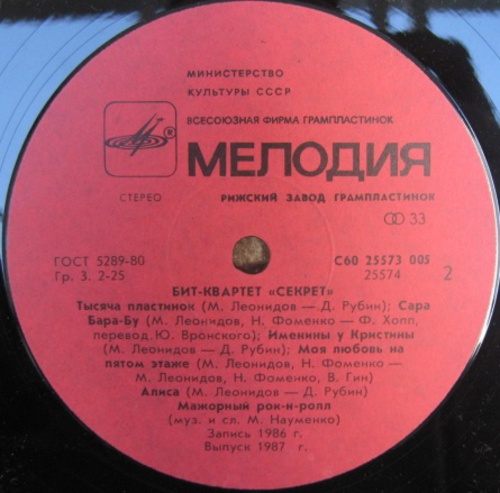 МИНИСТЕРСТВО
КУЛЬТУРЫ СССР
ВСЕСОЮЗНАЯ ФИРМА ГРАМПЛАСТИНОК
®
МЕЛОДИЯ
СТЕРЕО РИЖСКИЙ ЗАВОД ГРАМПЛАСТИНОК
33
ГОСТ 5289-80 С60 25573 005
Гр. 3. 2-25 25574 2
БИТ-КВАРТЕТ «СЕКРЕТ»
Тысяча пластинок (М. Леонидов — Д. Рубин); Сара
Бара-Бу (М. Леонидов, Н. Фоменко — Ф. Хопп,
перевод Ю. Вронского); Именины у Кристины
(М. Леонидов — Д. Рубин); Моя любовь на
пятом этаже (М. Леонидов, Н. Фоменко —
— М. Леонидов, Н. Фоменко, В. Гин)
Алиса (М. Леонидов — Д. Рубин)
Мажорный рок-н-ролл
(муз. и сл. М. Науменко)
Запись 1986 г.
Выпуск 1987 г.